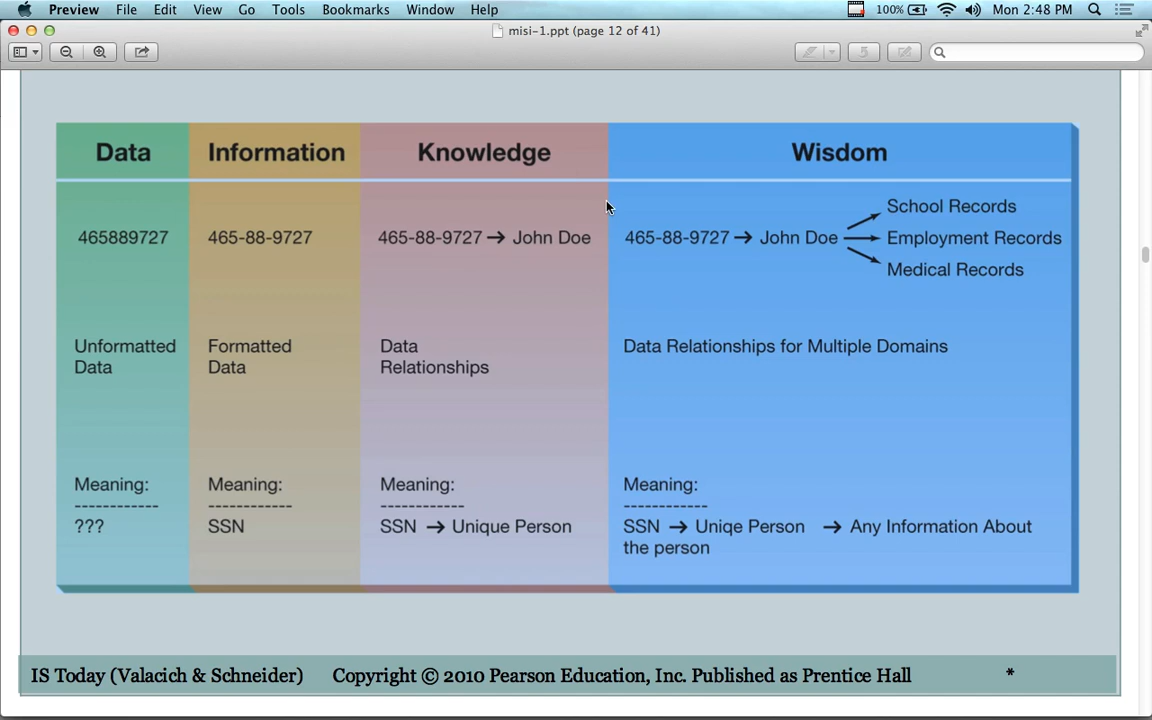 Preview File Edit View Go Tools Bookmarks Window Help 100% Mon 2:48 PM
misi-1.ppt (page 12 of 41)
Data Information Knowledge Wisdom
School Records
465889727 465-88-9727 465-88-9727 → John Doe 465-88-9727 → John Doe → Employment Records
Medical Records
Unformatted Formatted Data Data Relationships for Multiple Domains
Data Data Relationships
Meaning: Meaning: Meaning: Meaning:
------------ ------------ ------------ ------------
??? SSN SSN → Unique Person SSN → Uniqe Person → Any Information About
the person
IS Today (Valacich & Schneider) Copyright © 2010 Pearson Education, Inc. Published as Prentice Hall *